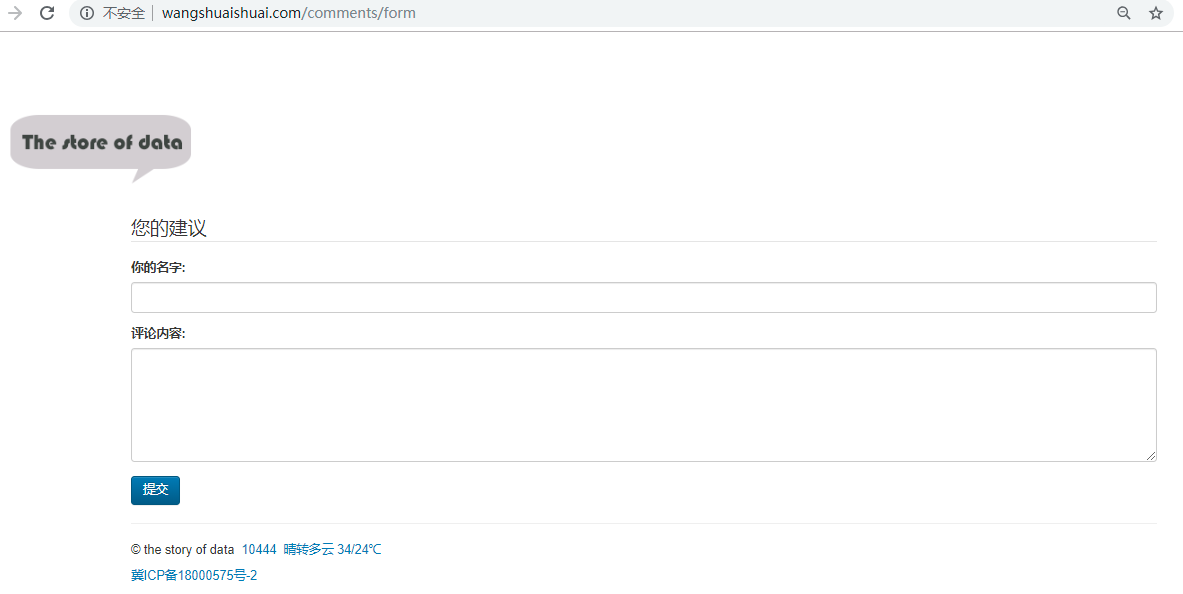 不安全 wangshuaishuai.com/comments/form
The store of data
您的建议
你的名字:
评论内容:
提交
© the story of data 10444 晴转多云 34/24℃
冀ICP备18000575号-2